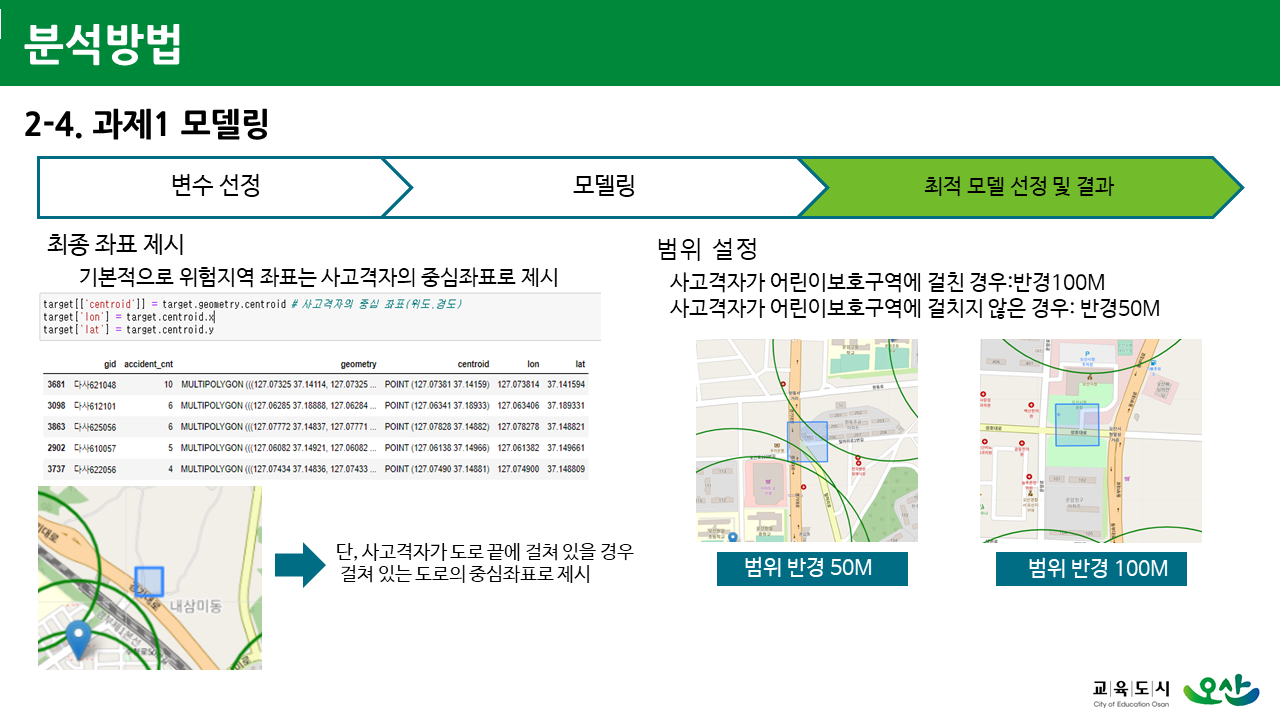 분석방법
2-4. 과제1 모델링
변수 선정
모델링
최적 모델 선정 및 결과
최종 좌표 제시
기본적으로 위험지역 좌표는 사고격자의 중심좌표로 제시
target[['centroid']] = target.geometry.centroid # 사고격자의 중심 좌표(위도,경도)
target['lon'] = target.centroid.x
target['lat'] = target.centroid.y
gid accident_cnt geometry centroid lon lat
3681 다사621048 10 MULTIPOLYGON (((127.07325 37.14114, 127.07325 ... POINT (127.07381 37.14159) 127.073814 37.141594
3098 다사612101 6 MULTIPOLYGON (((127.06285 37.18888, 127.06284 ... POINT (127.06341 37.18933) 127.063406 37.189331
3863 다사625056 6 MULTIPOLYGON (((127.07772 37.14837, 127.07771 ... POINT (127.07828 37.14882) 127.078278 37.148821
2902 다사610057 5 MULTIPOLYGON (((127.06082 37.14921, 127.06082 ... POINT (127.06138 37.14966) 127.061382 37.149661
3737 다사622056 4 MULTIPOLYGON (((127.07434 37.14836, 127.07433 ... POINT (127.07490 37.14881) 127.074900 37.148809
내삼미동
단, 사고격자가 도로 끝에 걸쳐 있을 경우
걸쳐 있는 도로의 중심좌표로 제시
범위 설정
사고격자가 어린이보호구역에 걸친 경우:반경100M
사고격자가 어린이보호구역에 걸치지 않은 경우: 반경50M
범위 반경 50M
범위 반경 100M
교육도시
City of Education Osan
오산